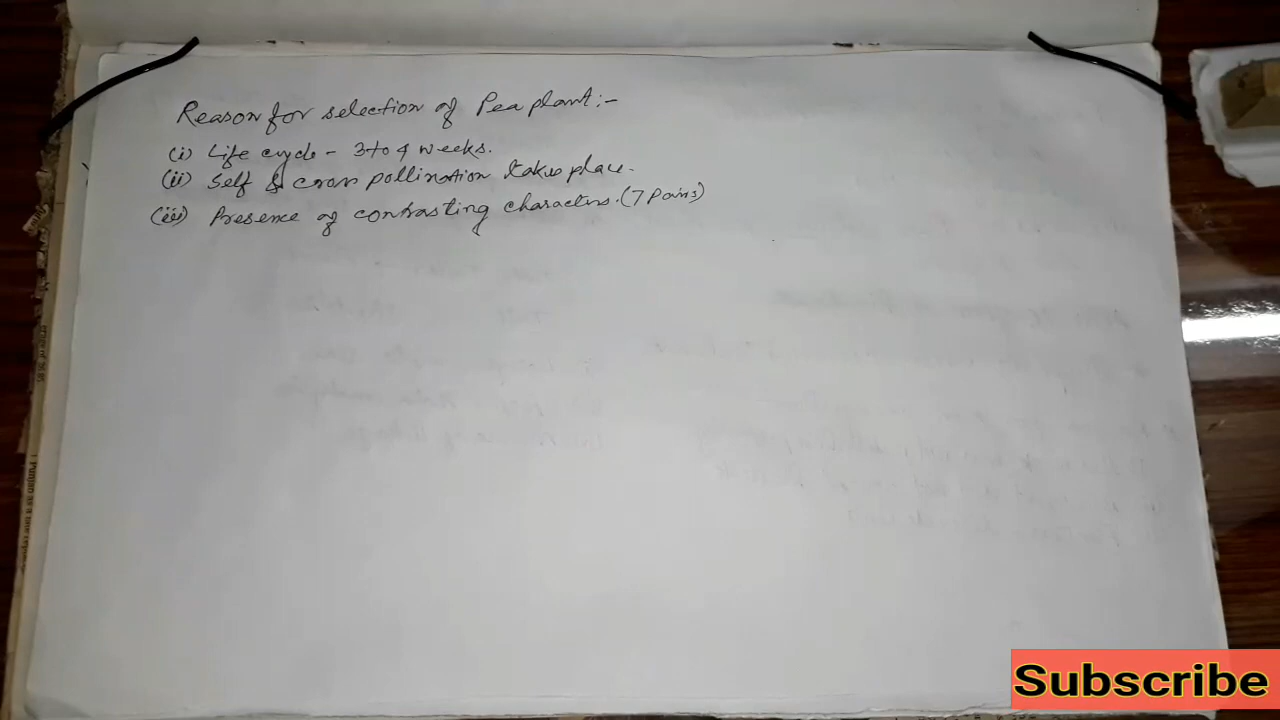 Reason for selection of Pea plant:-
(i) Life cycle - 3 to 4 weeks.
(ii) Self & cross pollination takes place.
(iii) Presence of contrasting characters. (7 pairs)
Subscribe